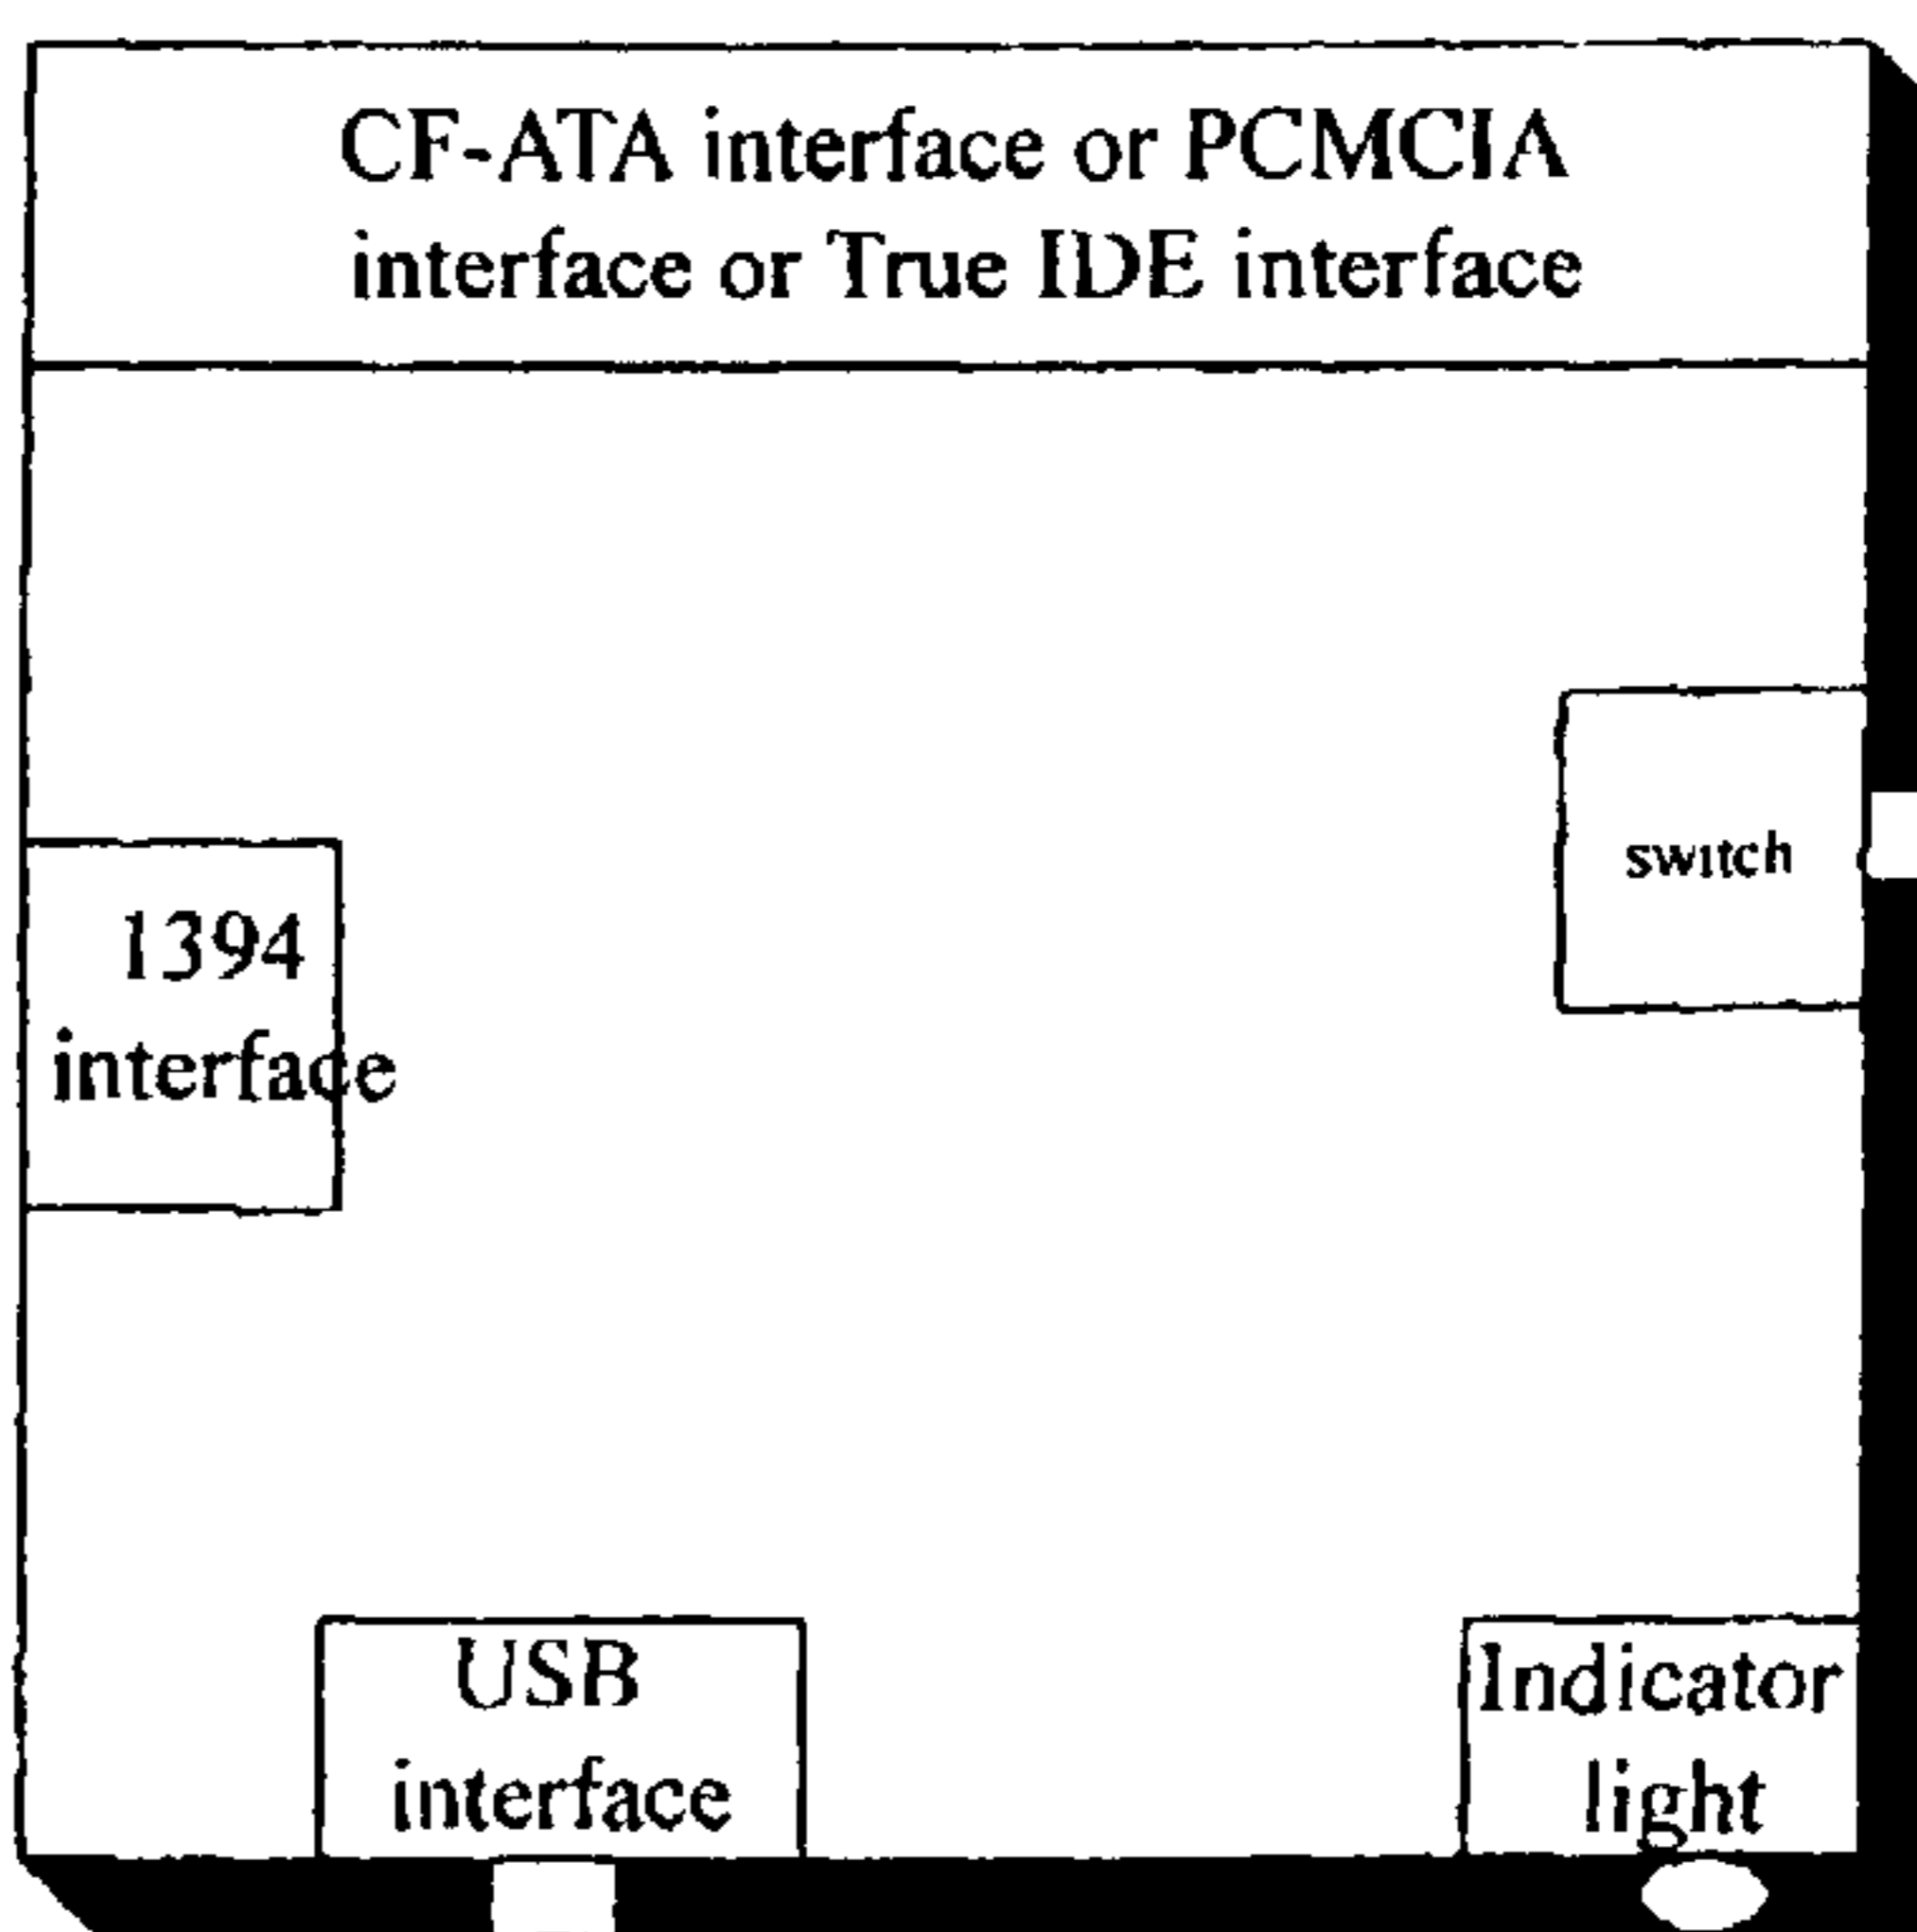 CF-ATA interface or PCMCIA
interface or True IDE interface
switch
1394
interface
USB
interface
Indicator
light